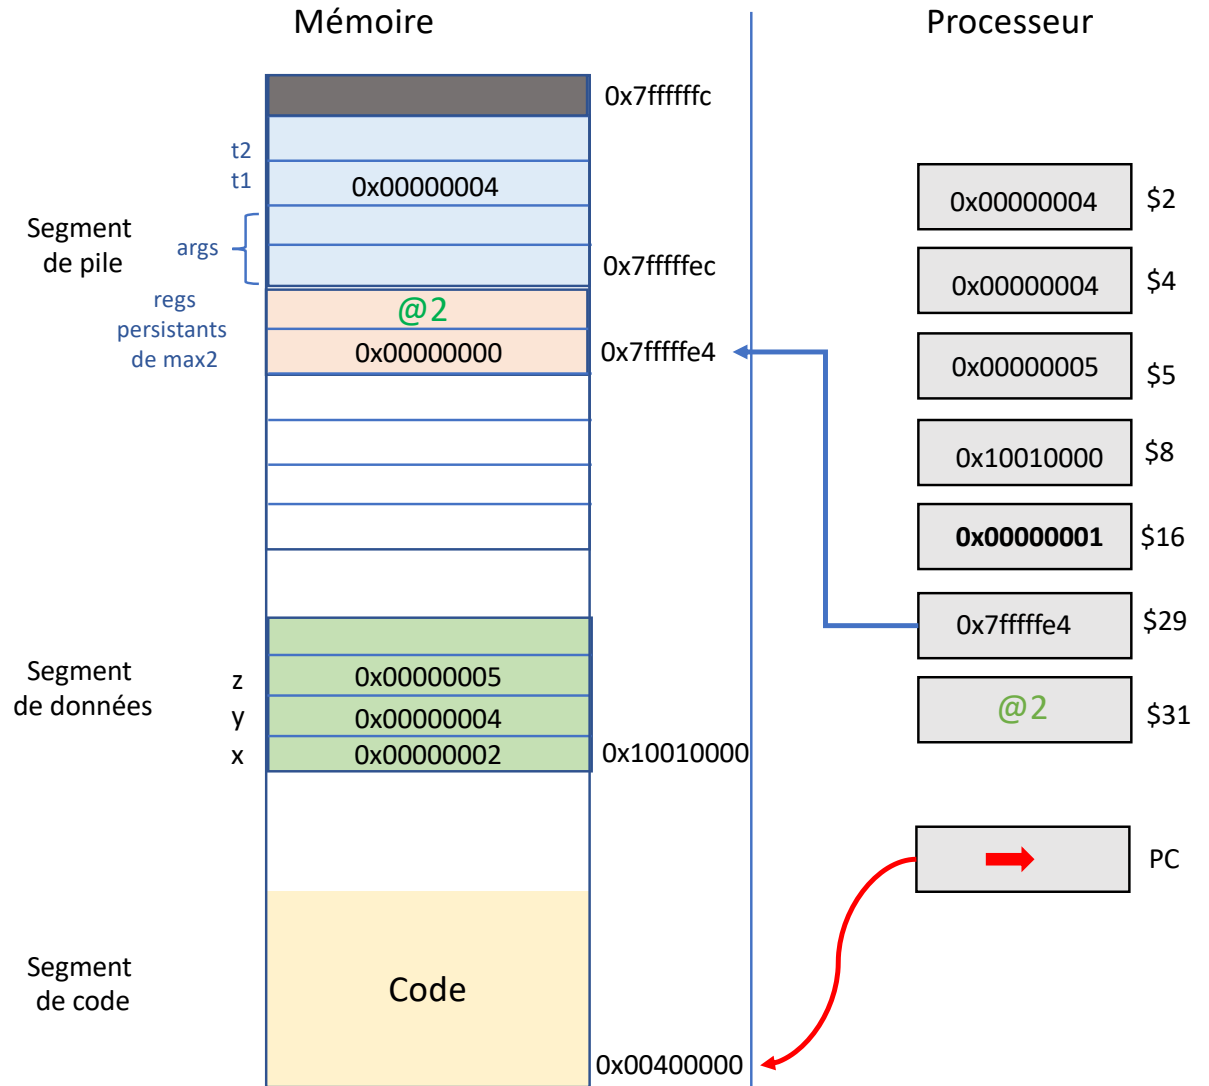 Mémoire
Processeur
0x7ffffffc
t2
t1
0x00000004
Segment
de pile
args
0x7fffffec
regs
persistants
de max2
@2
0x00000000
0x7fffffe4
0x00000004
$2
0x00000004
$4
0x00000005
$5
0x10010000
$8
0x00000001
$16
0x7fffffe4
$29
@2
$31
Segment
de données
z
0x00000005
y
0x00000004
x
0x00000002
0x10010000
PC
Segment
de code
Code
0x00400000